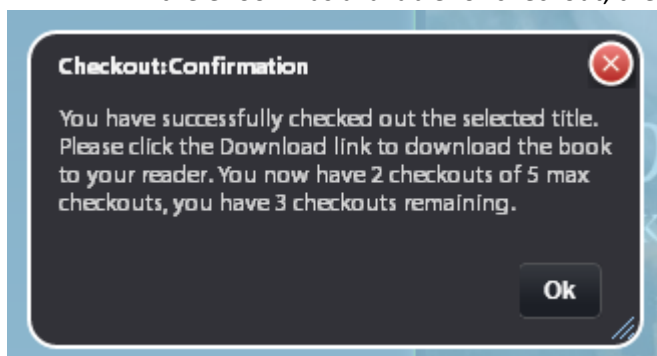 Checkout:Confirmation
You have successfully checked out the selected title.
Please click the Download link to download the book
to your reader. You now have 2 checkouts of 5 max
checkouts, you have 3 checkouts remaining.
Ok